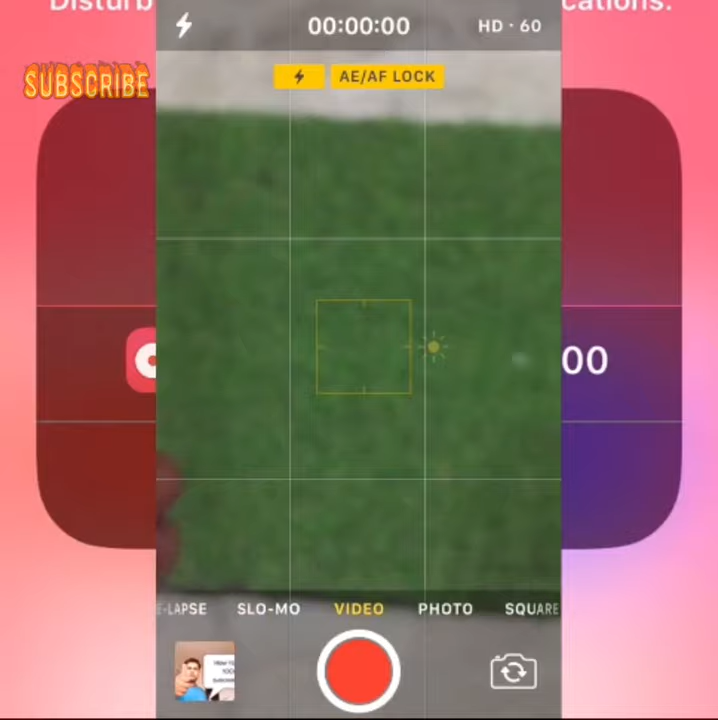 Disturb
cations.
00:00:00
HD · 60
SUBSCRIBE
AE/AF LOCK
00
E-LAPSE SLO-MO VIDEO PHOTO SQUARE